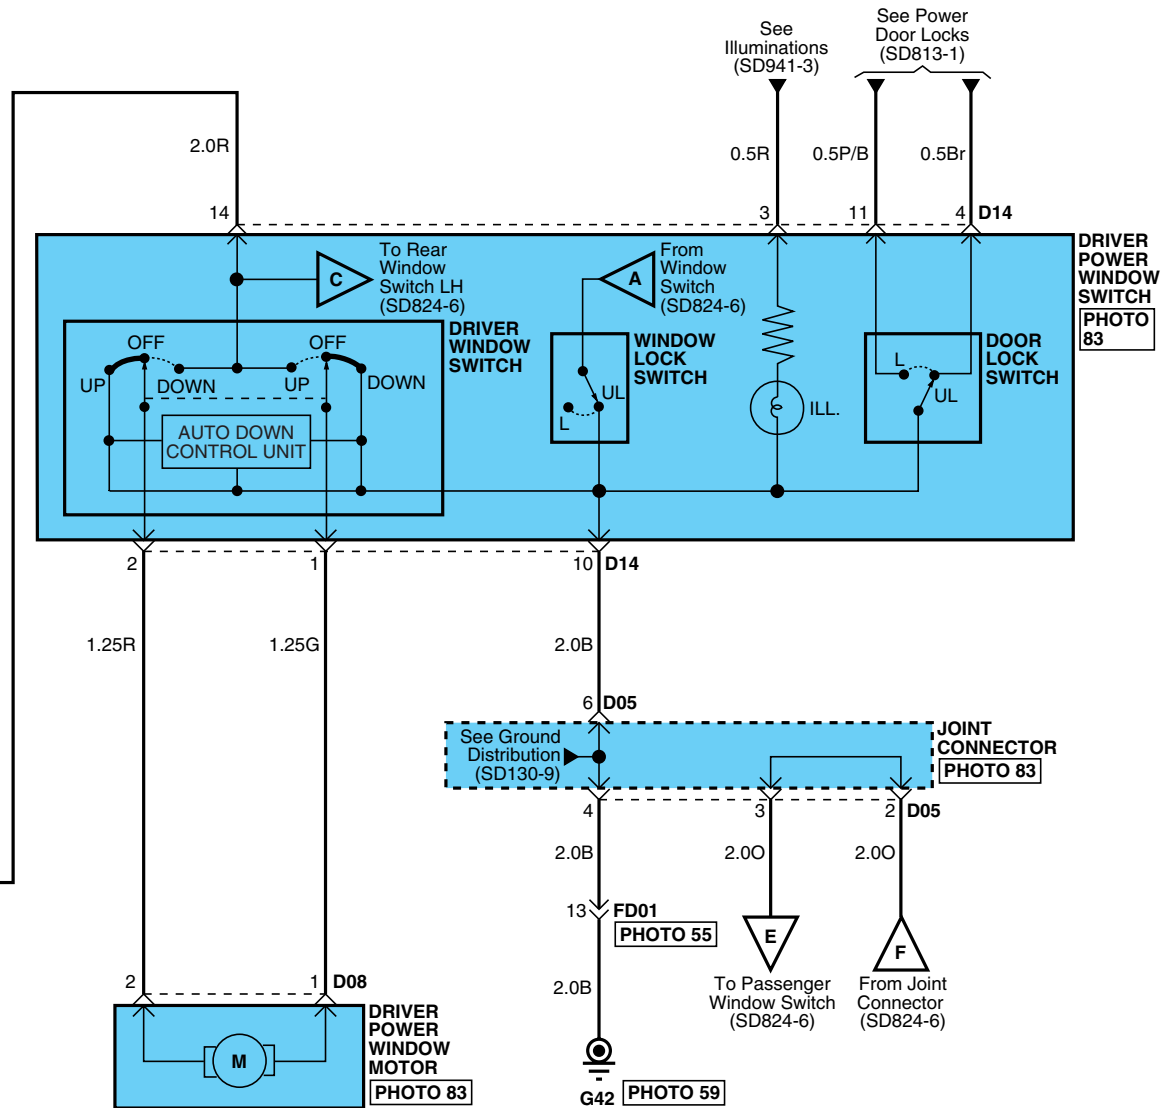 See
Illuminations
(SD941-3)
See Power
Door Locks
(SD813-1)
2.0R
0.5R
0.5P/B
0.5Br
14
3
11
4
D14
DRIVER
POWER
WINDOW
SWITCH
PHOTO
83
C
To Rear
Window
Switch LH
(SD824-6)
A
From
Window
Switch
(SD824-6)
DRIVER
WINDOW
SWITCH
OFF
UP
DOWN
OFF
UP
DOWN
AUTO DOWN
CONTROL UNIT
WINDOW
LOCK
SWITCH
UL
L
ILL.
DOOR
LOCK
SWITCH
L
UL
2
1
10
D14
1.25R
1.25G
2.0B
6
D05
See Ground
Distribution
(SD130-9)
JOINT
CONNECTOR
PHOTO 83
4
3
2
D05
2.0B
2.0O
2.0O
13
FD01
PHOTO 55
E
F
To Passenger
Window Switch
(SD824-6)
From Joint
Connector
(SD824-6)
2.0B
2
1
D08
DRIVER
POWER
WINDOW
MOTOR
PHOTO 83
M
G42
PHOTO 59